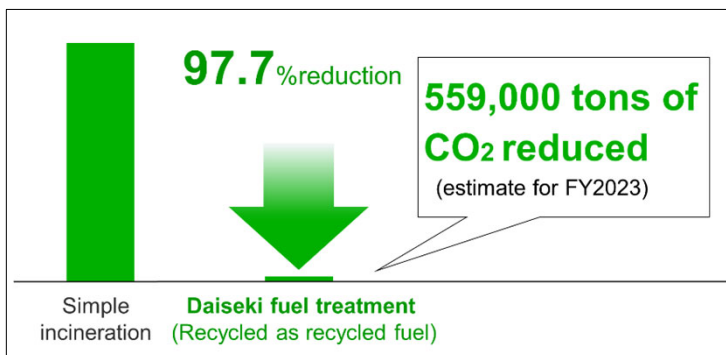 97.7%reduction
559,000 tons of
CO₂ reduced
(estimate for FY2023)
Simple
incineration
Daiseki fuel treatment
(Recycled as recycled fuel)